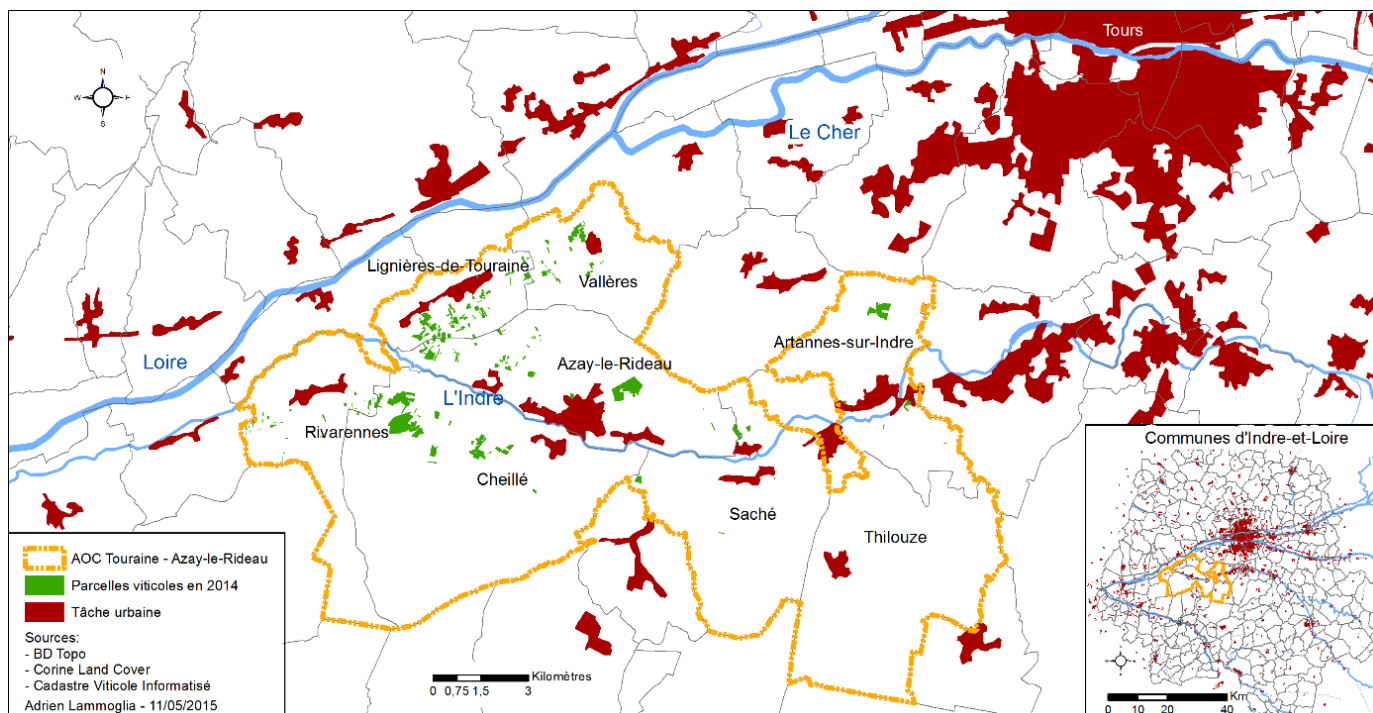 Tours
N
W
E
S
Le Cher
Lignières-de-Touraine
Vallères
Artannes-sur-Indre
Loire
Azay-le-Rideau
L'Indre
Rivarennes
Cheillé
Saché
Thilouze
AOC Touraine - Azay-le-Rideau
Parcelles viticoles en 2014
Tâche urbaine
Sources:
- BD Topo
- Corine Land Cover
- Cadastre Viticole Informatisé
Adrien Lammoglia - 11/05/2015
Kilomètres
0 0,75 1,5 3
Communes d'Indre-et-Loire
Km
0 10 20 40